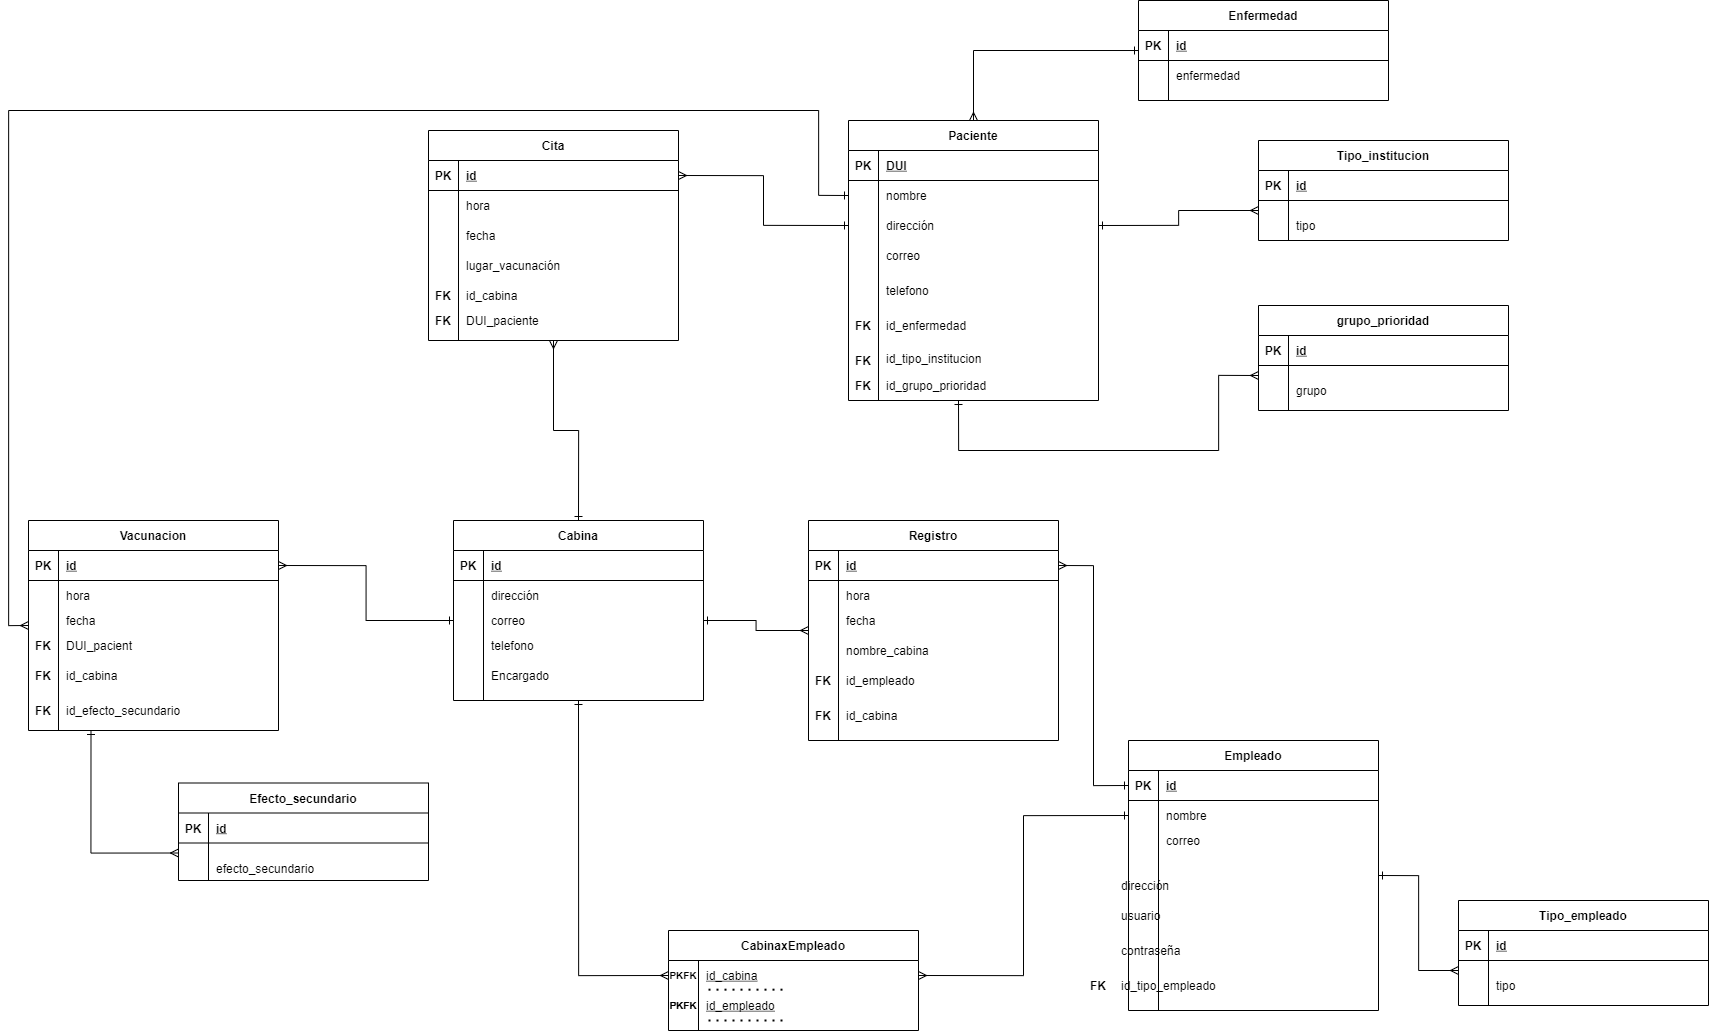 Enfermedad
PK id
enfermedad
Cita
PK id
hora
fecha
lugar_vacunación
FK id_cabina
FK DUI_paciente
Paciente
PK DUI
nombre
dirección
correo
telefono
FK id_enfermedad
FK id_tipo_institucion
FK id_grupo_prioridad
Tipo_institucion
PK id
tipo
grupo_prioridad
PK id
grupo
Vacunacion
PK id
hora
fecha
FK DUI_pacient
FK id_cabina
FK id_efecto_secundario
Cabina
PK id
dirección
correo
telefono
Encargado
Registro
PK id
hora
fecha
nombre_cabina
FK id_empleado
FK id_cabina
Efecto_secundario
PK id
efecto_secundario
Empleado
PK id
nombre
correo
dirección
usuario
contraseña
FK id_tipo_empleado
CabinaxEmpleado
PKFK id_cabina
PKFK id_empleado
Tipo_empleado
PK id
tipo